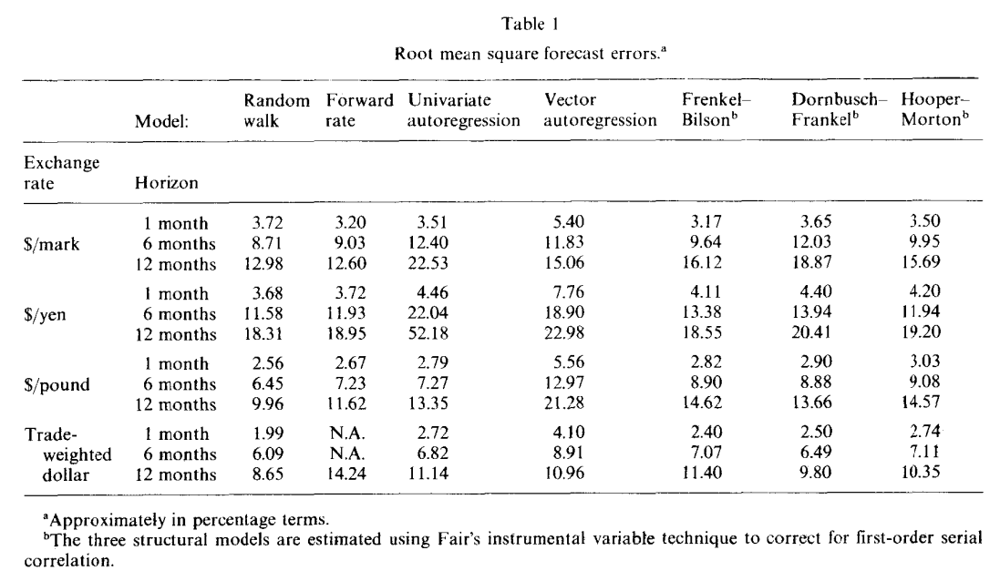 Table 1
Root mean square forecast errors.a
Model: Random walk Forward rate Univariate autoregression Vector autoregression Frenkel–Bilsonb Dornbusch–Frankelb Hooper–Mortonb
Exchange rate Horizon
$/mark 1 month 3.72 3.20 3.51 5.40 3.17 3.65 3.50
6 months 8.71 9.03 12.40 11.83 9.64 12.03 9.95
12 months 12.98 12.60 22.53 15.06 16.12 18.87 15.69
$/yen 1 month 3.68 3.72 4.46 7.76 4.11 4.40 4.20
6 months 11.58 11.93 22.04 18.90 13.38 13.94 11.94
12 months 18.31 18.95 52.18 22.98 18.55 20.41 19.20
$/pound 1 month 2.56 2.67 2.79 5.56 2.82 2.90 3.03
6 months 6.45 7.23 7.27 12.97 8.90 8.88 9.08
12 months 9.96 11.62 13.35 21.28 14.62 13.66 14.57
Trade- 1 month 1.99 N.A. 2.72 4.10 2.40 2.50 2.74
weighted 6 months 6.09 N.A. 6.82 8.91 7.07 6.49 7.11
dollar 12 months 8.65 14.24 11.14 10.96 11.40 9.80 10.35
aApproximately in percentage terms.
bThe three structural models are estimated using Fair's instrumental variable technique to correct for first-order serial
correlation.